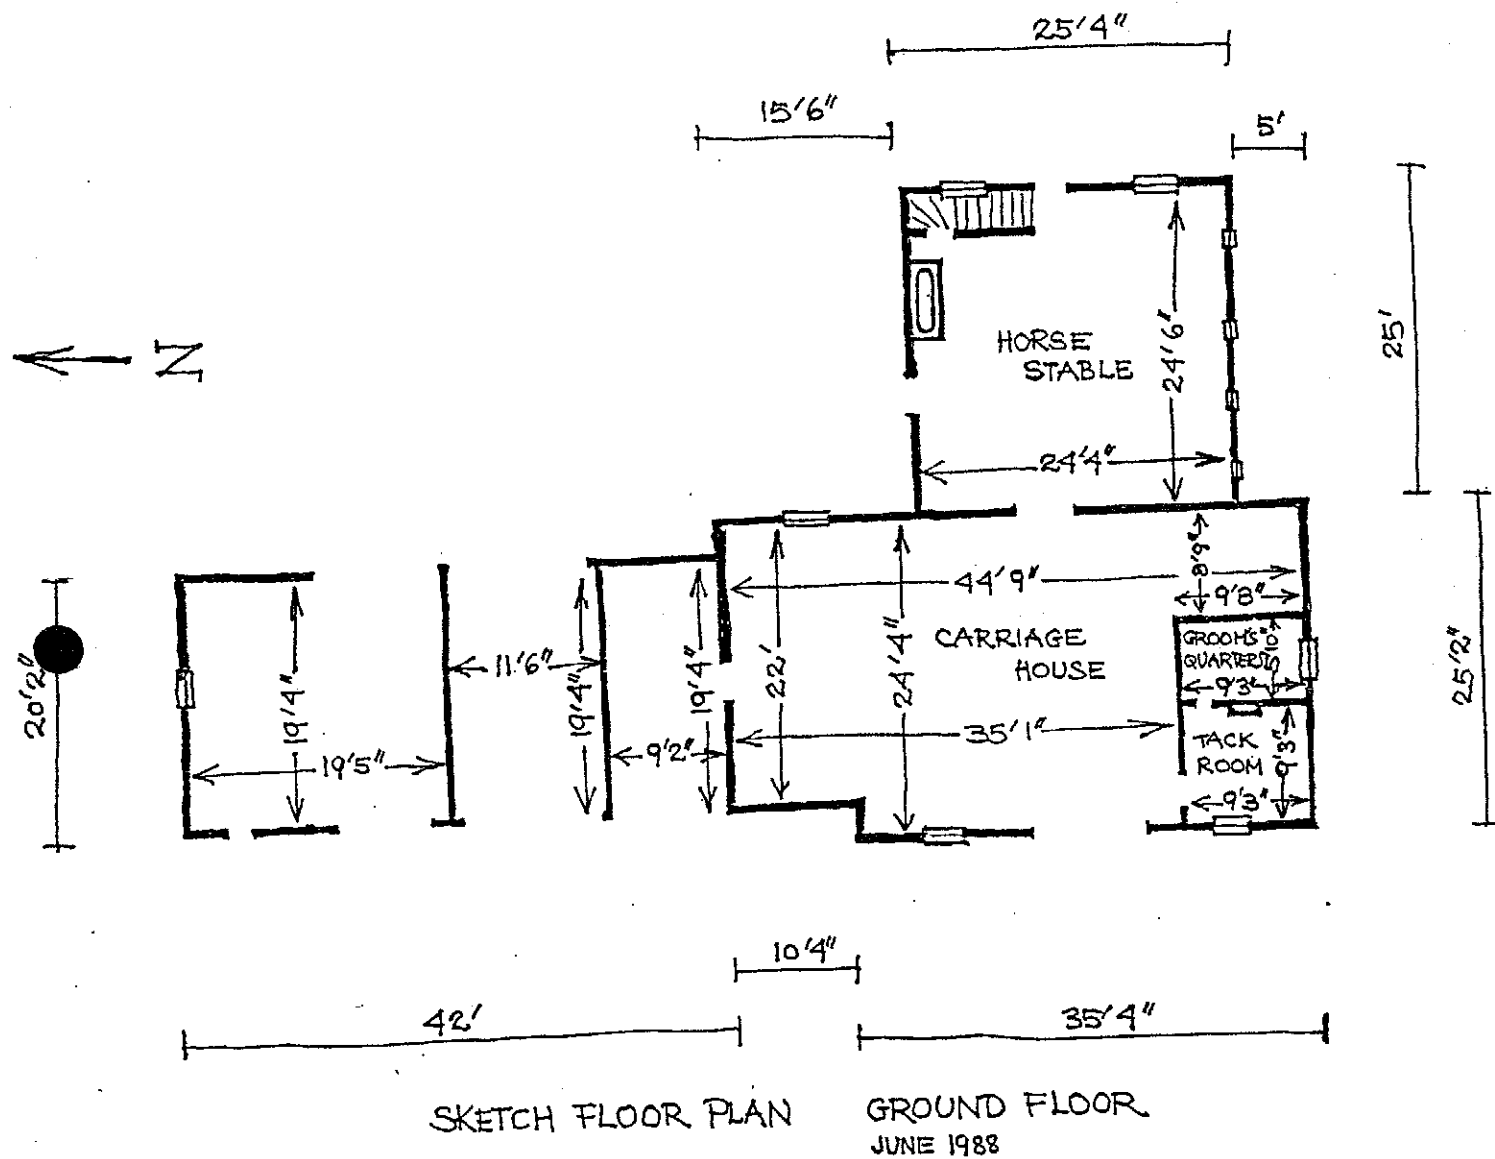 25'4"
15'6"
5'
HORSE
STABLE
24'6"
25'
24'4"
N
8'9"
44'9"
9'8"
CARRIAGE
HOUSE
GROOM'S
QUARTERS
9'3"
20'2"
19'4"
11'6"
19'4"
19'4"
22'
24'4"
25'2"
35'1"
TACK
ROOM
9'3"
9'3"
19'5"
9'2"
10'4"
42'
35'4"
SKETCH FLOOR PLAN GROUND FLOOR
JUNE 1988